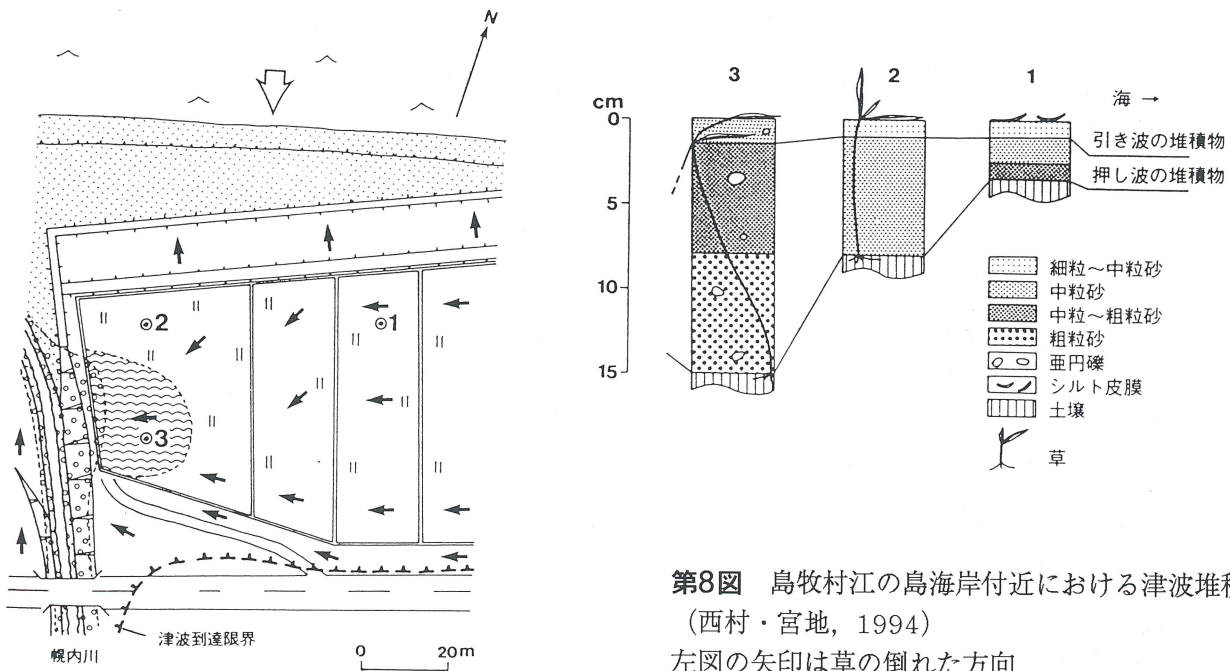 N
2
1
3
津波到達限界
幌内川
0 20m
3 2 1
海 →
cm
0
5
10
15
引き波の堆積物
押し波の堆積物
細粒〜中粒砂
中粒砂
中粒〜粗粒砂
粗粒砂
亜円礫
シルト皮膜
土壌
草
第8図 島牧村江の島海岸付近における津波堆積
（西村・宮地，1994）
左図の矢印は草の倒れた方向